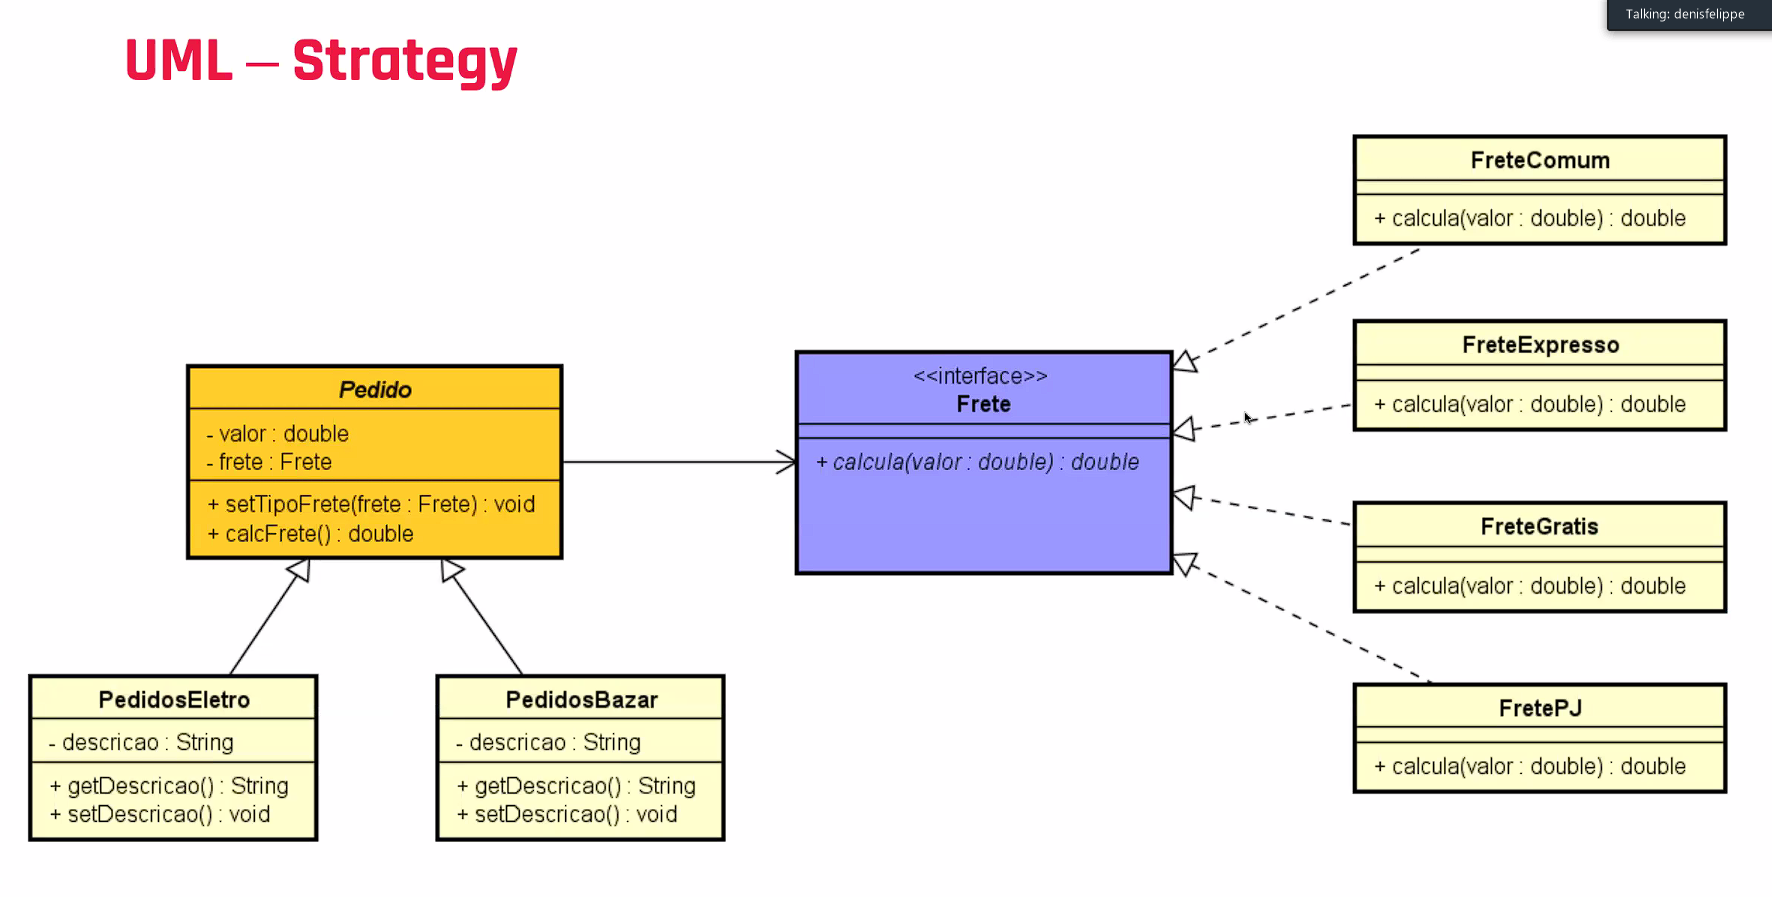 Talking: denisfelippe
UML – Strategy
FreteComum
+ calcula(valor : double) : double
FreteExpresso
+ calcula(valor : double) : double
<<interface>>
Frete
+ calcula(valor : double) : double
Pedido
- valor : double
- frete : Frete
+ setTipoFrete(frete : Frete) : void
+ calcFrete() : double
FreteGratis
+ calcula(valor : double) : double
PedidosEletro
- descricao : String
+ getDescricao() : String
+ setDescricao() : void
PedidosBazar
- descricao : String
+ getDescricao() : String
+ setDescricao() : void
FretePJ
+ calcula(valor : double) : double